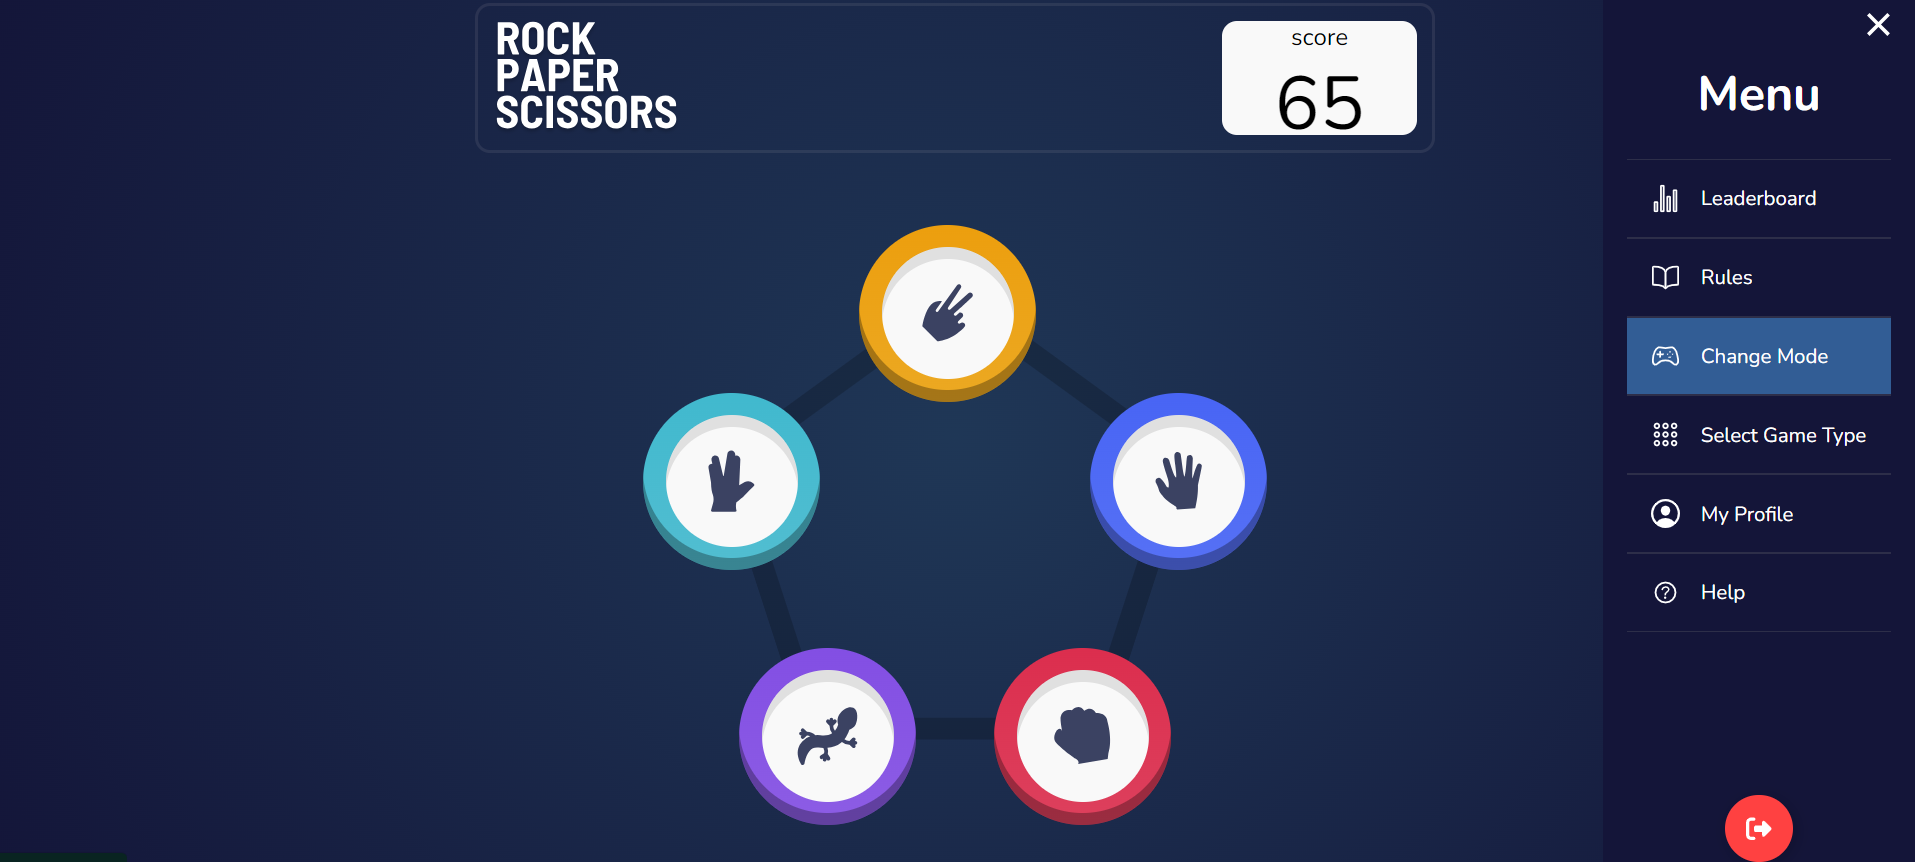 ROCK
PAPER
SCISSORS
score
65
Menu
Leaderboard
Rules
Change Mode
Select Game Type
My Profile
Help